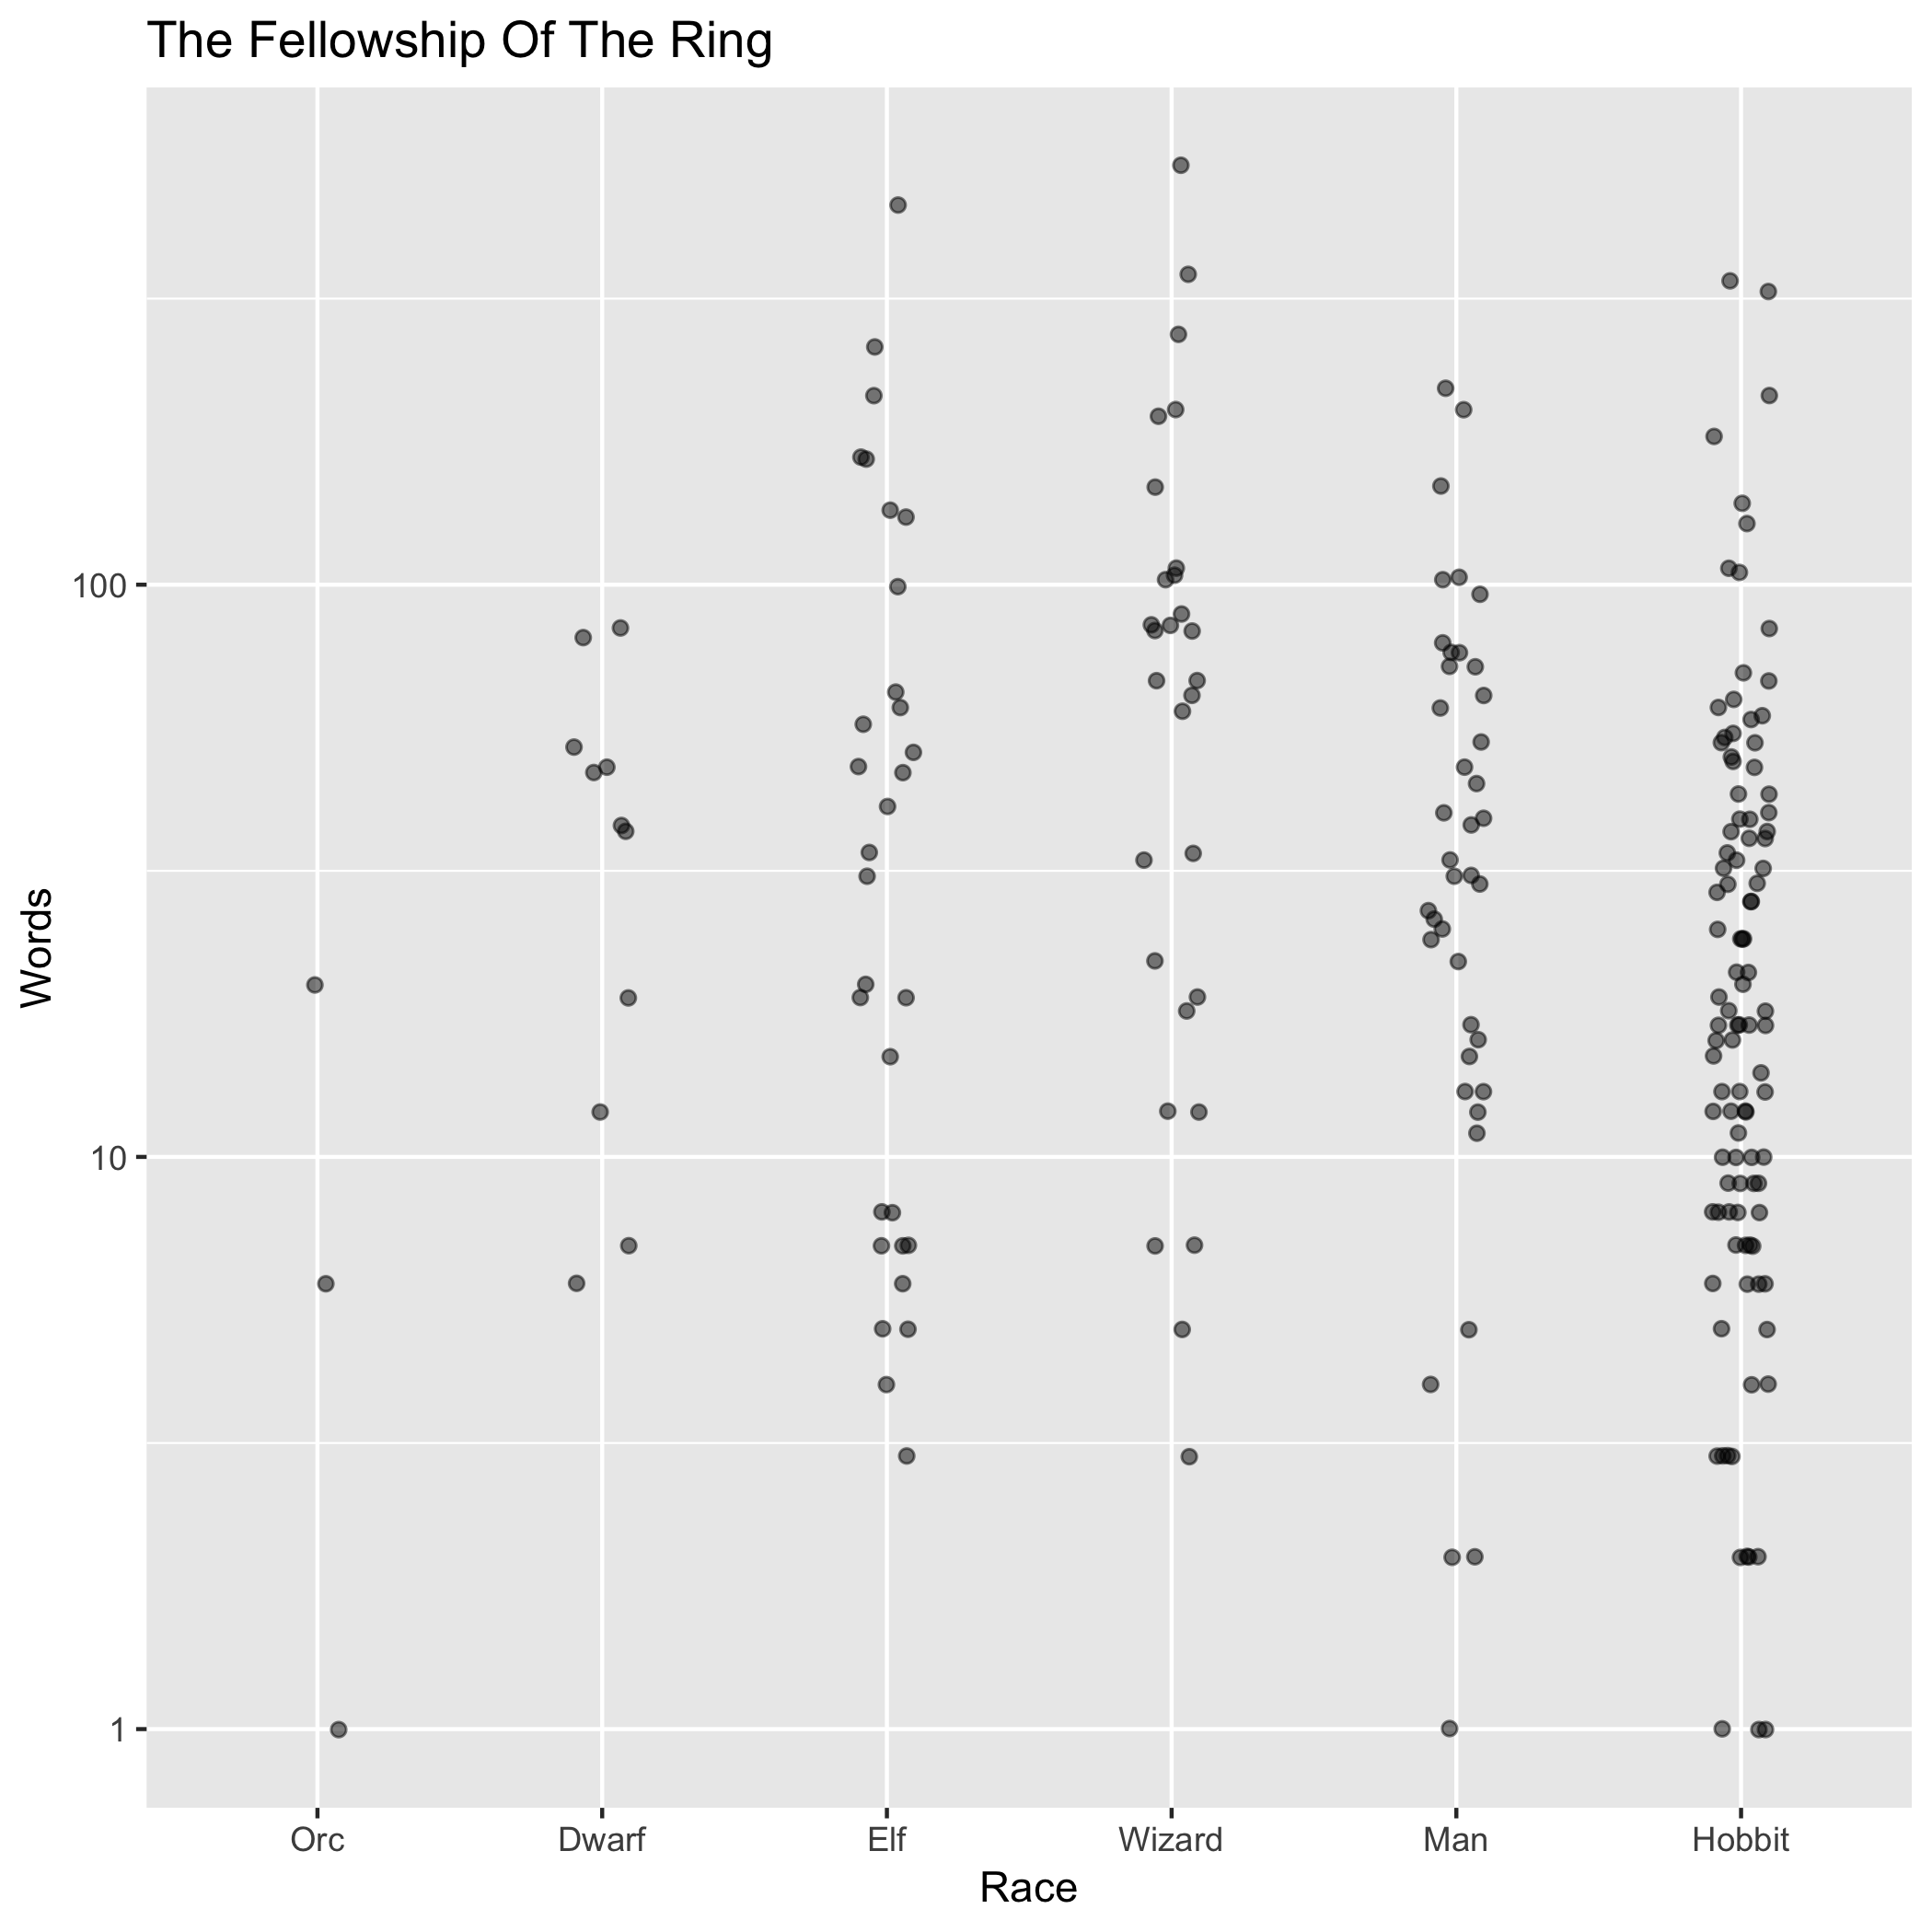 The Fellowship Of The Ring
Words
100
10
1
Orc Dwarf Elf Wizard Man Hobbit
Race